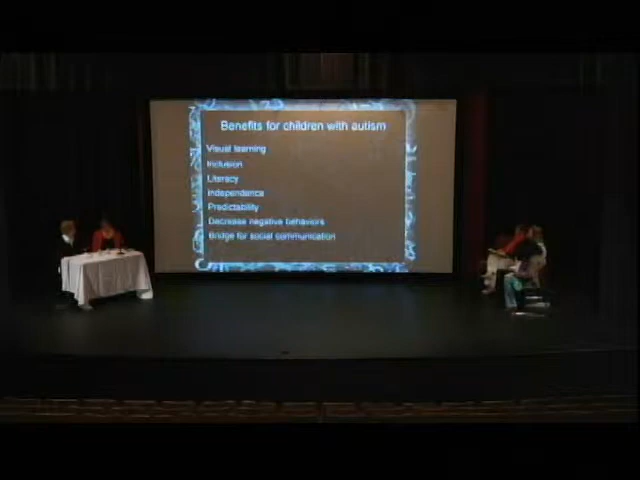 Benefits for children with autism
Visual learning
Inclusion
Literacy
Independence
Predictability
Decrease negative behaviors
Bridge for social communication